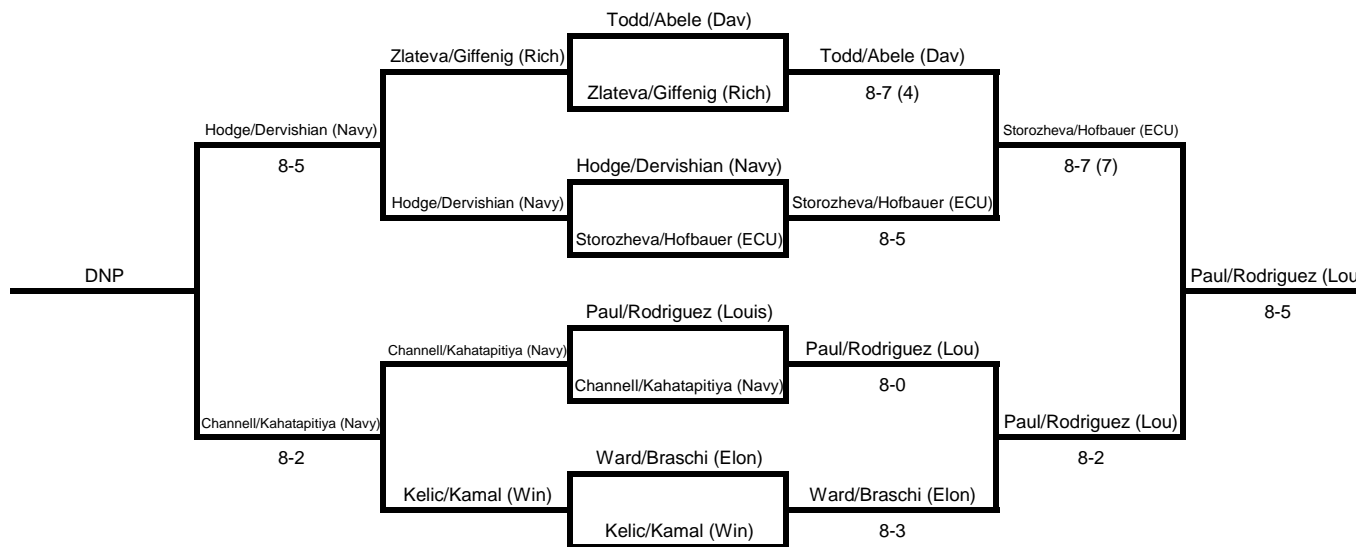 Todd/Abele (Dav)
Zlateva/Giffenig (Rich)
Todd/Abele (Dav)
Zlateva/Giffenig (Rich)
8-7 (4)
Hodge/Dervishian (Navy)
Storozheva/Hofbauer (ECU)
8-5
Hodge/Dervishian (Navy)
8-7 (7)
Hodge/Dervishian (Navy)
Storozheva/Hofbauer (ECU)
Storozheva/Hofbauer (ECU)
8-5
DNP
Paul/Rodriguez (Lou
Paul/Rodriguez (Louis)
8-5
Channell/Kahatapitiya (Navy)
Paul/Rodriguez (Lou)
Channell/Kahatapitiya (Navy)
8-0
Channell/Kahatapitiya (Navy)
Paul/Rodriguez (Lou)
8-2
Ward/Braschi (Elon)
8-2
Kelic/Kamal (Win)
Ward/Braschi (Elon)
Kelic/Kamal (Win)
8-3